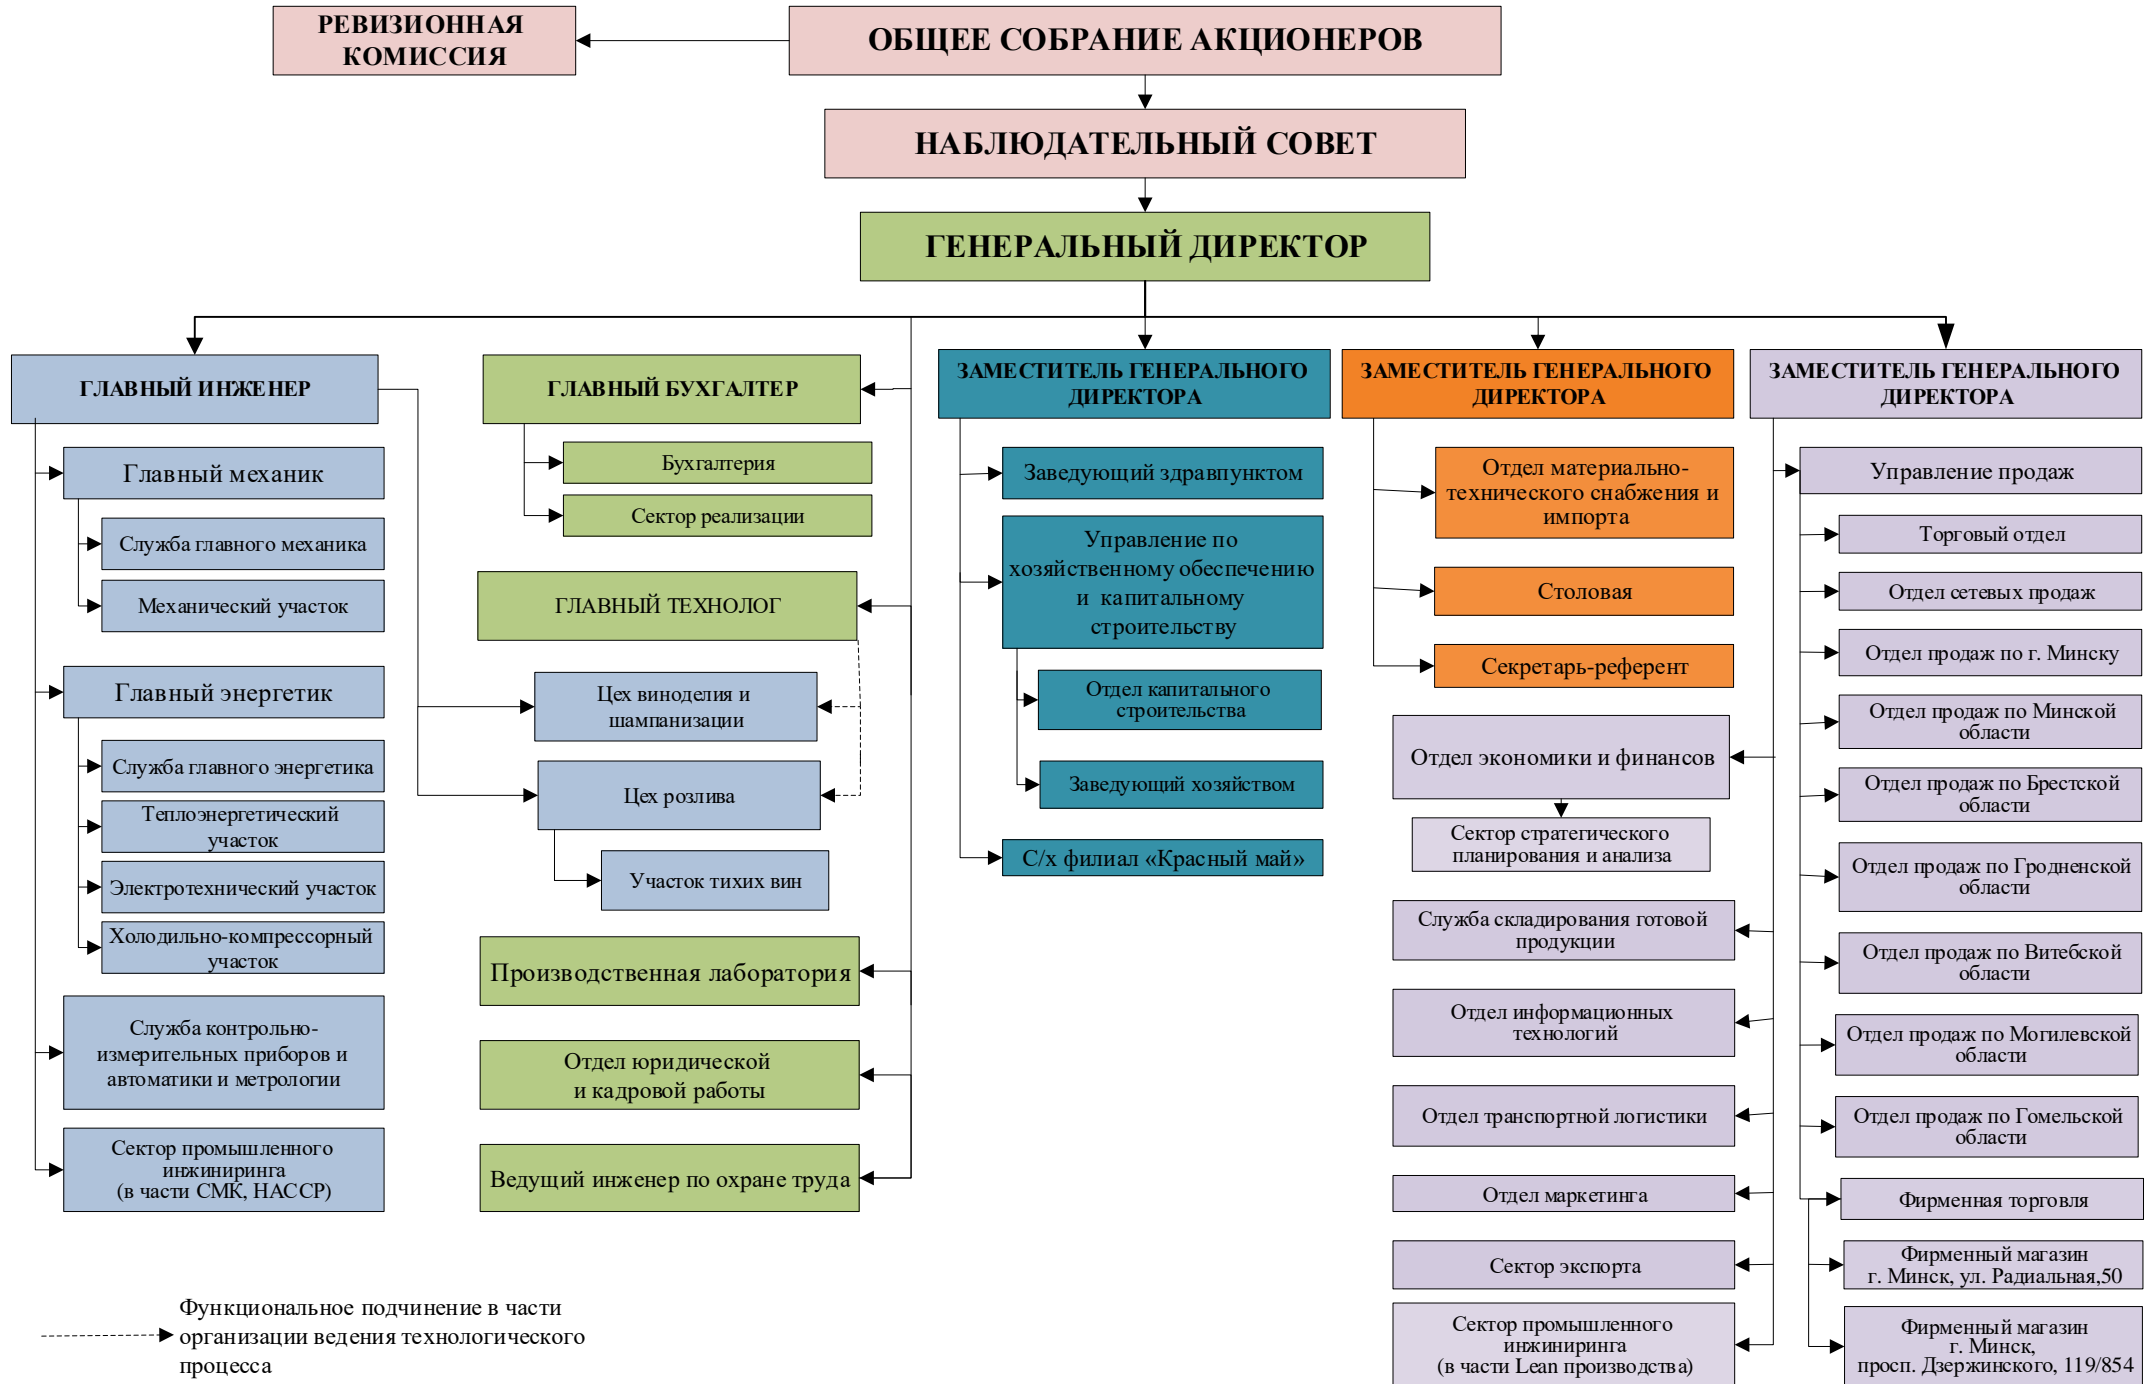 РЕВИЗИОННАЯ
КОМИССИЯ
ОБЩЕЕ СОБРАНИЕ АКЦИОНЕРОВ
НАБЛЮДАТЕЛЬНЫЙ СОВЕТ
ГЕНЕРАЛЬНЫЙ ДИРЕКТОР
ГЛАВНЫЙ ИНЖЕНЕР
Главный механик
Служба главного механика
Механический участок
Главный энергетик
Служба главного энергетика
Теплоэнергетический
участок
Электротехнический участок
Холодильно-компрессорный
участок
Служба контрольно-
измерительных приборов и
автоматики и метрологии
Сектор промышленного
инжиниринга
(в части СМК, НАССР)
ГЛАВНЫЙ БУХГАЛТЕР
Бухгалтерия
Сектор реализации
ГЛАВНЫЙ ТЕХНОЛОГ
Цех виноделия и
шампанизации
Цех розлива
Участок тихих вин
Производственная лаборатория
Отдел юридической
и кадровой работы
Ведущий инженер по охране труда
ЗАМЕСТИТЕЛЬ ГЕНЕРАЛЬНОГО
ДИРЕКТОРА
Заведующий здравпунктом
Управление по
хозяйственному обеспечению
и капитальному
строительству
Отдел капитального
строительства
Заведующий хозяйством
С/х филиал «Красный май»
ЗАМЕСТИТЕЛЬ ГЕНЕРАЛЬНОГО
ДИРЕКТОРА
Отдел материально-
технического снабжения и
импорта
Столовая
Секретарь-референт
Отдел экономики и финансов
Сектор стратегического
планирования и анализа
Служба складирования готовой
продукции
Отдел информационных
технологий
Отдел транспортной логистики
Отдел маркетинга
Сектор экспорта
Сектор промышленного
инжиниринга
(в части Lean производства)
ЗАМЕСТИТЕЛЬ ГЕНЕРАЛЬНОГО
ДИРЕКТОРА
Управление продаж
Торговый отдел
Отдел сетевых продаж
Отдел продаж по г. Минску
Отдел продаж по Минской
области
Отдел продаж по Брестской
области
Отдел продаж по Гродненской
области
Отдел продаж по Витебской
области
Отдел продаж по Могилевской
области
Отдел продаж по Гомельской
области
Фирменная торговля
Фирменный магазин
г. Минск, ул. Радиальная,50
Фирменный магазин
г. Минск,
просп. Дзержинского, 119/854
Функциональное подчинение в части
организации ведения технологического
процесса